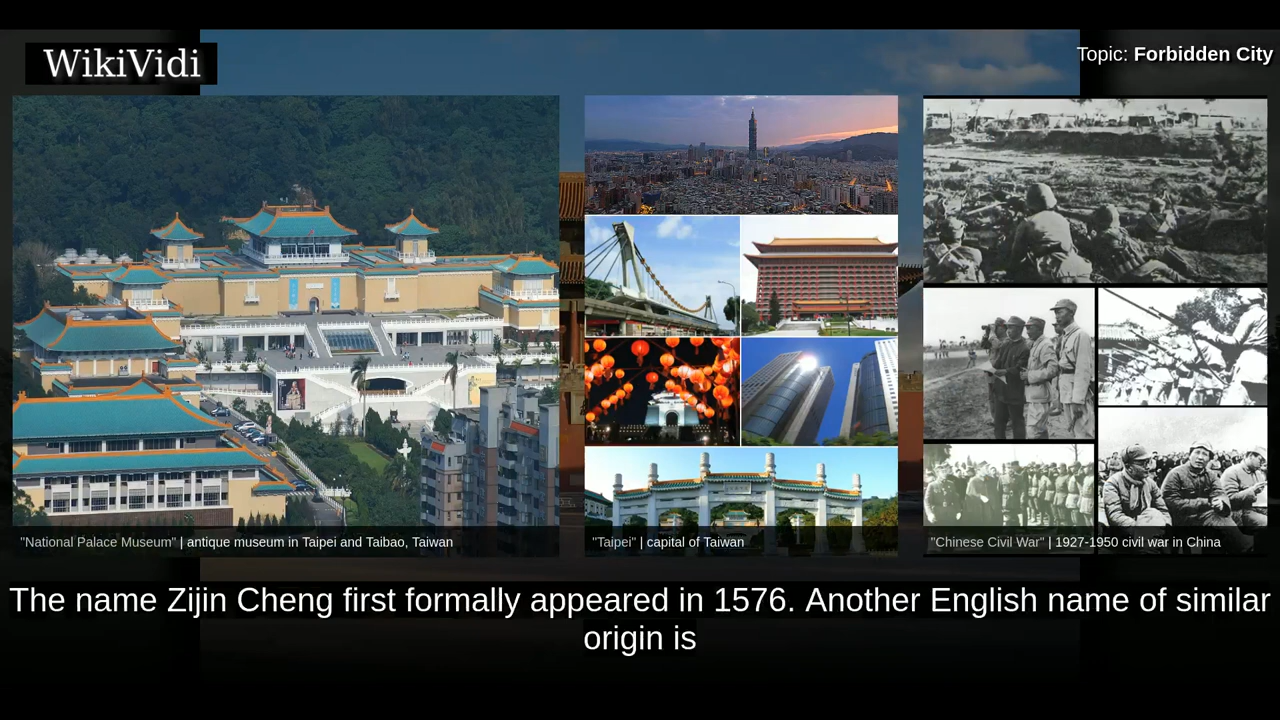 WikiVidi
Topic: Forbidden City
"National Palace Museum" | antique museum in Taipei and Taibao, Taiwan
"Taipei" | capital of Taiwan
"Chinese Civil War" | 1927-1950 civil war in China
The name Zijin Cheng first formally appeared in 1576. Another English name of similar
origin is